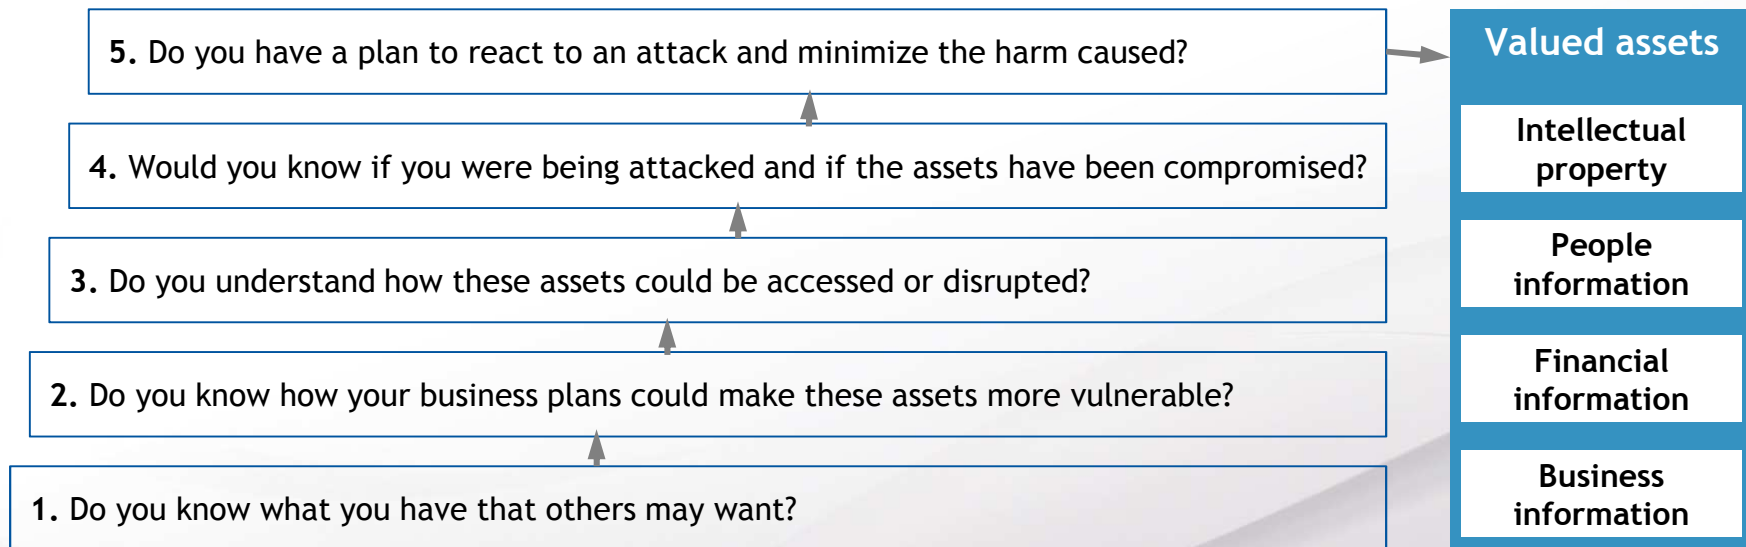 5. Do you have a plan to react to an attack and minimize the harm caused?
4. Would you know if you were being attacked and if the assets have been compromised?
3. Do you understand how these assets could be accessed or disrupted?
2. Do you know how your business plans could make these assets more vulnerable?
1. Do you know what you have that others may want?
Valued assets
Intellectual
property
People
information
Financial
information
Business
information